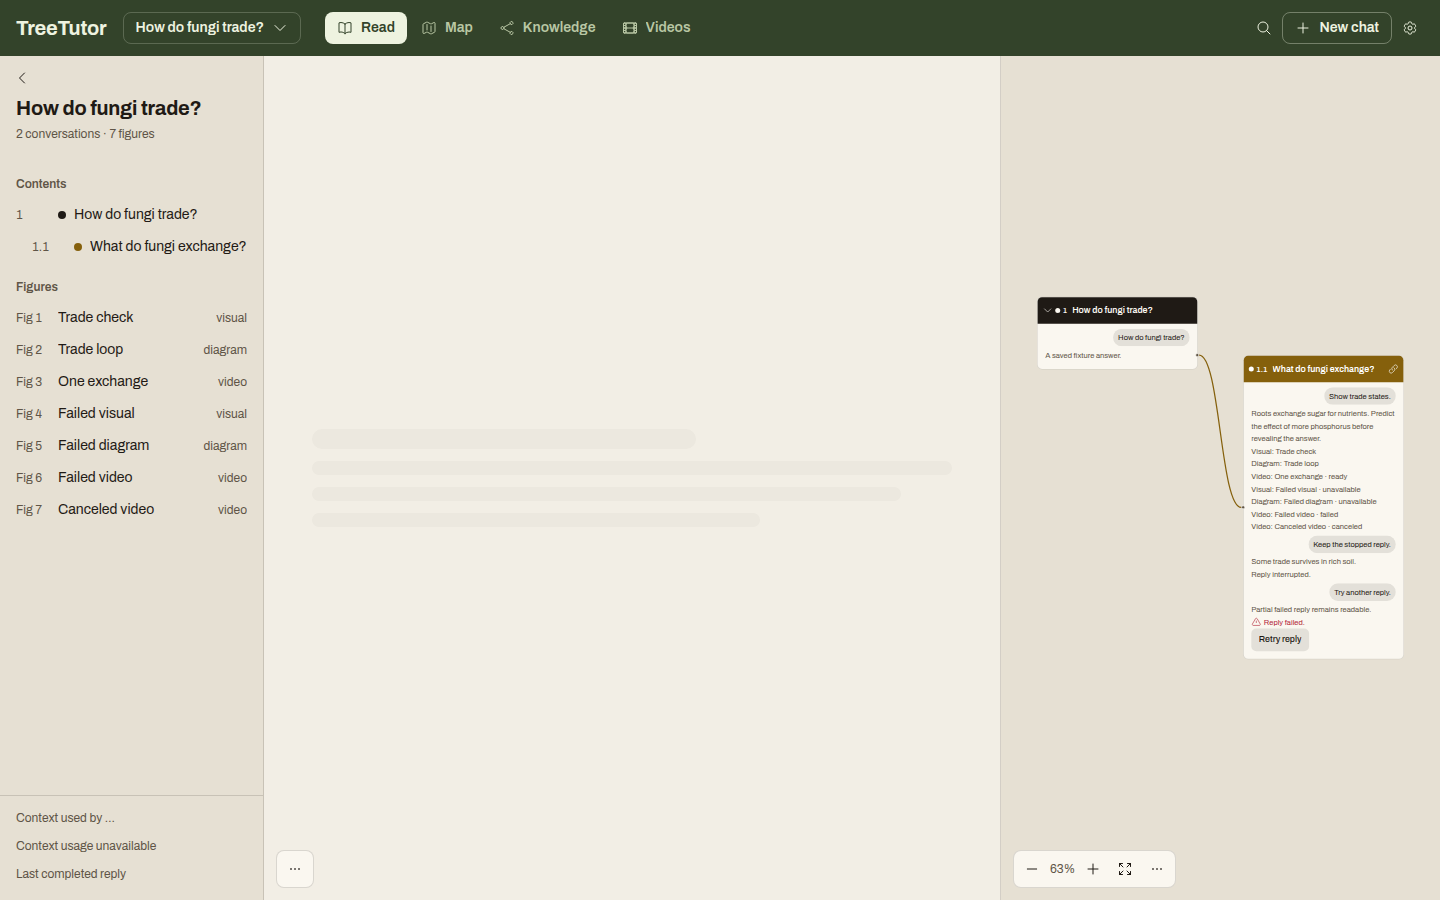 TreeTutor
How do fungi trade?
Read
Map
Knowledge
Videos
New chat
How do fungi trade?
2 conversations · 7 figures
Contents
1 How do fungi trade?
1.1 What do fungi exchange?
Figures
Fig 1 Trade check visual
Fig 2 Trade loop diagram
Fig 3 One exchange video
Fig 4 Failed visual visual
Fig 5 Failed diagram diagram
Fig 6 Failed video video
Fig 7 Canceled video video
Context used by ...
Context usage unavailable
Last completed reply
1 How do fungi trade?
How do fungi trade?
A saved fixture answer.
1.1 What do fungi exchange?
Show trade states.
Roots exchange sugar for nutrients. Predict
the effect of more phosphorus before
revealing the answer.
Visual: Trade check
Diagram: Trade loop
Video: One exchange · ready
Visual: Failed visual · unavailable
Diagram: Failed diagram · unavailable
Video: Failed video · failed
Video: Canceled video · canceled
Keep the stopped reply.
Some trade survives in rich soil.
Reply interrupted.
Try another reply.
Partial failed reply remains readable.
Reply failed.
Retry reply
63%